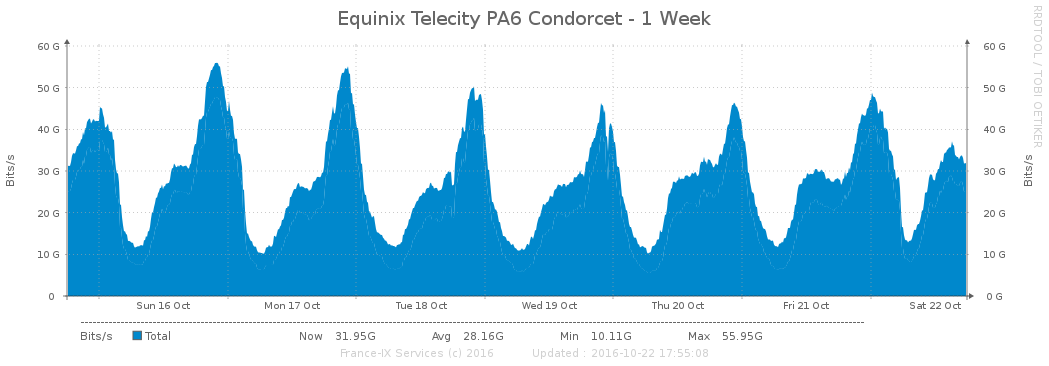 Equinix Telecity PA6 Condorcet - 1 Week
RRDTOOL / TOBI OETIKER
60 G 60 G
50 G 50 G
40 G 40 G
30 G 30 G
20 G 20 G
10 G 10 G
0 0 G
Bits/s
Bits/s
Sun 16 Oct Mon 17 Oct Tue 18 Oct Wed 19 Oct Thu 20 Oct Fri 21 Oct Sat 22 Oct
Bits/s Total Now 31.95G Avg 28.16G Min 10.11G Max 55.95G
France-IX Services (c) 2016 Updated : 2016-10-22 17:55:08